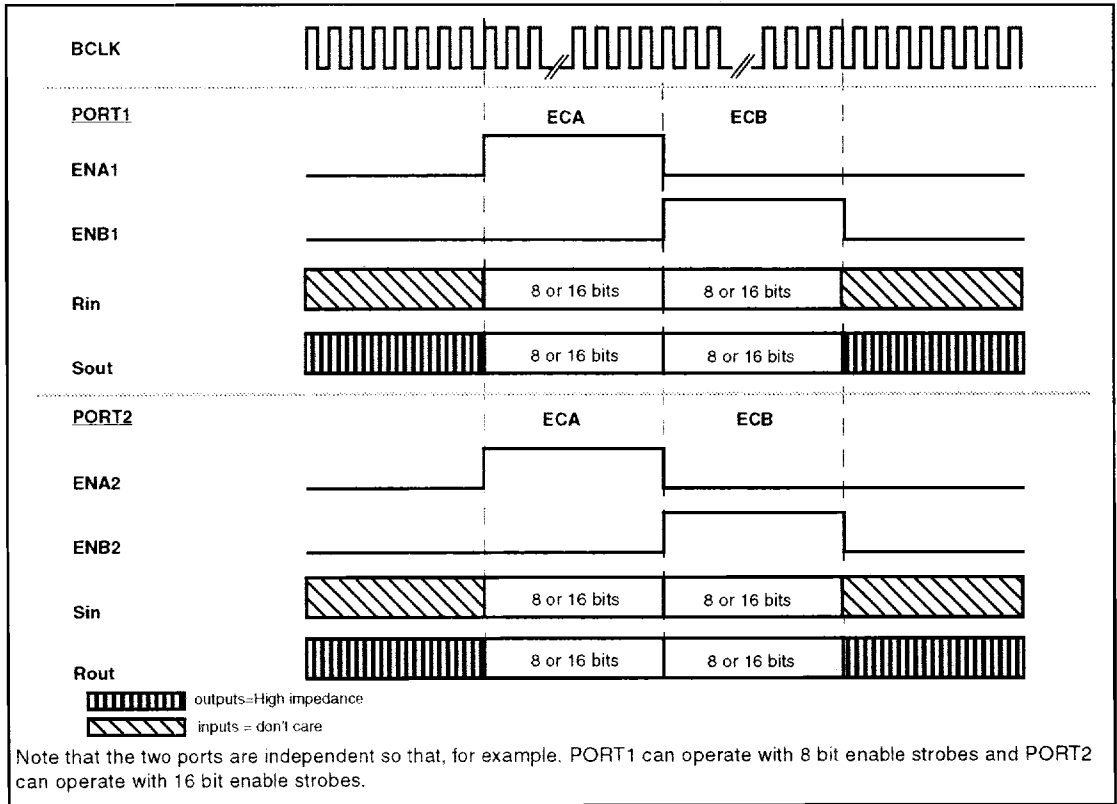 BCLK
PORT1
ECA ECB
ENA1
ENB1
Rin 8 or 16 bits 8 or 16 bits
Sout 8 or 16 bits 8 or 16 bits
PORT2
ECA ECB
ENA2
ENB2
Sin 8 or 16 bits 8 or 16 bits
Rout 8 or 16 bits 8 or 16 bits
outputs=High impedance
inputs = don't care
Note that the two ports are independent so that, for example. PORT1 can operate with 8 bit enable strobes and PORT2
can operate with 16 bit enable strobes.